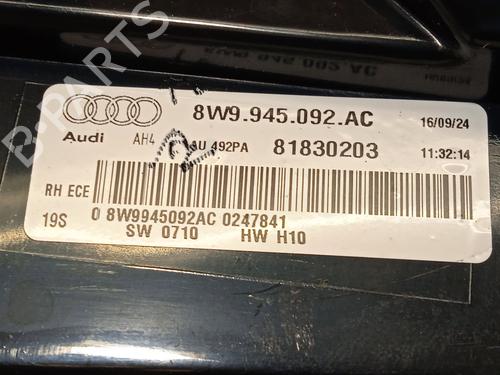 8W9.945.092.AC 16/09/24
Audi AH4 8U 492PA 81830203 11:32:14
RH ECE
19S 0 8W9945092AC 0247841
SW 0710 HW H10
B-PARTS